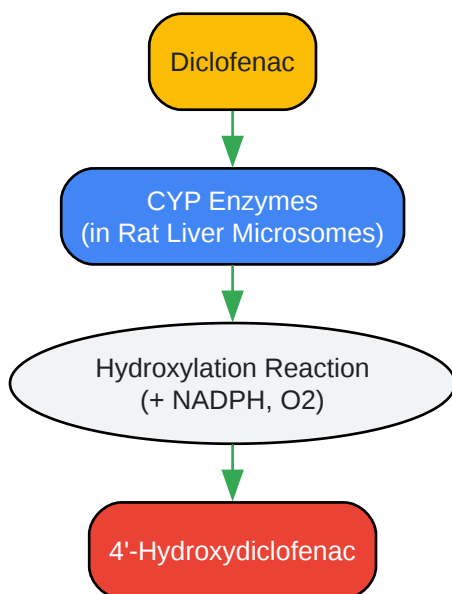 Diclofenac
CYP Enzymes
(in Rat Liver Microsomes)
Hydroxylation Reaction
(+ NADPH, O2)
4'-Hydroxydiclofenac